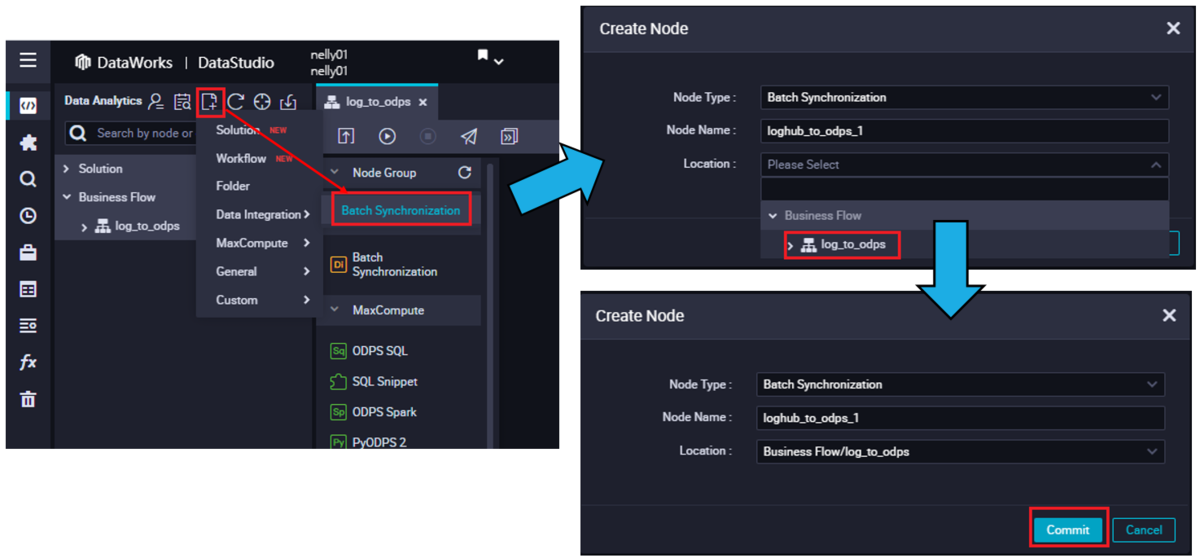 DataWorks | DataStudio
nelly01
nelly01
Data Analytics
log_to_odps
Search by node or
Solution
Business Flow
log_to_odps
Solution NEW
Workflow NEW
Folder
Data Integration
MaxCompute
General
Custom
Node Group
Batch Synchronization
Di
Batch
Synchronization
MaxCompute
Sq ODPS SQL
SQL Snippet
Sp ODPS Spark
Py PyODPS 2
fx
Create Node
Node Type :
Batch Synchronization
Node Name :
loghub_to_odps_1
Location :
Please Select
Business Flow
log_to_odps
Create Node
Node Type :
Batch Synchronization
Node Name :
loghub_to_odps_1
Location :
Business Flow/log_to_odps
Commit
Cancel